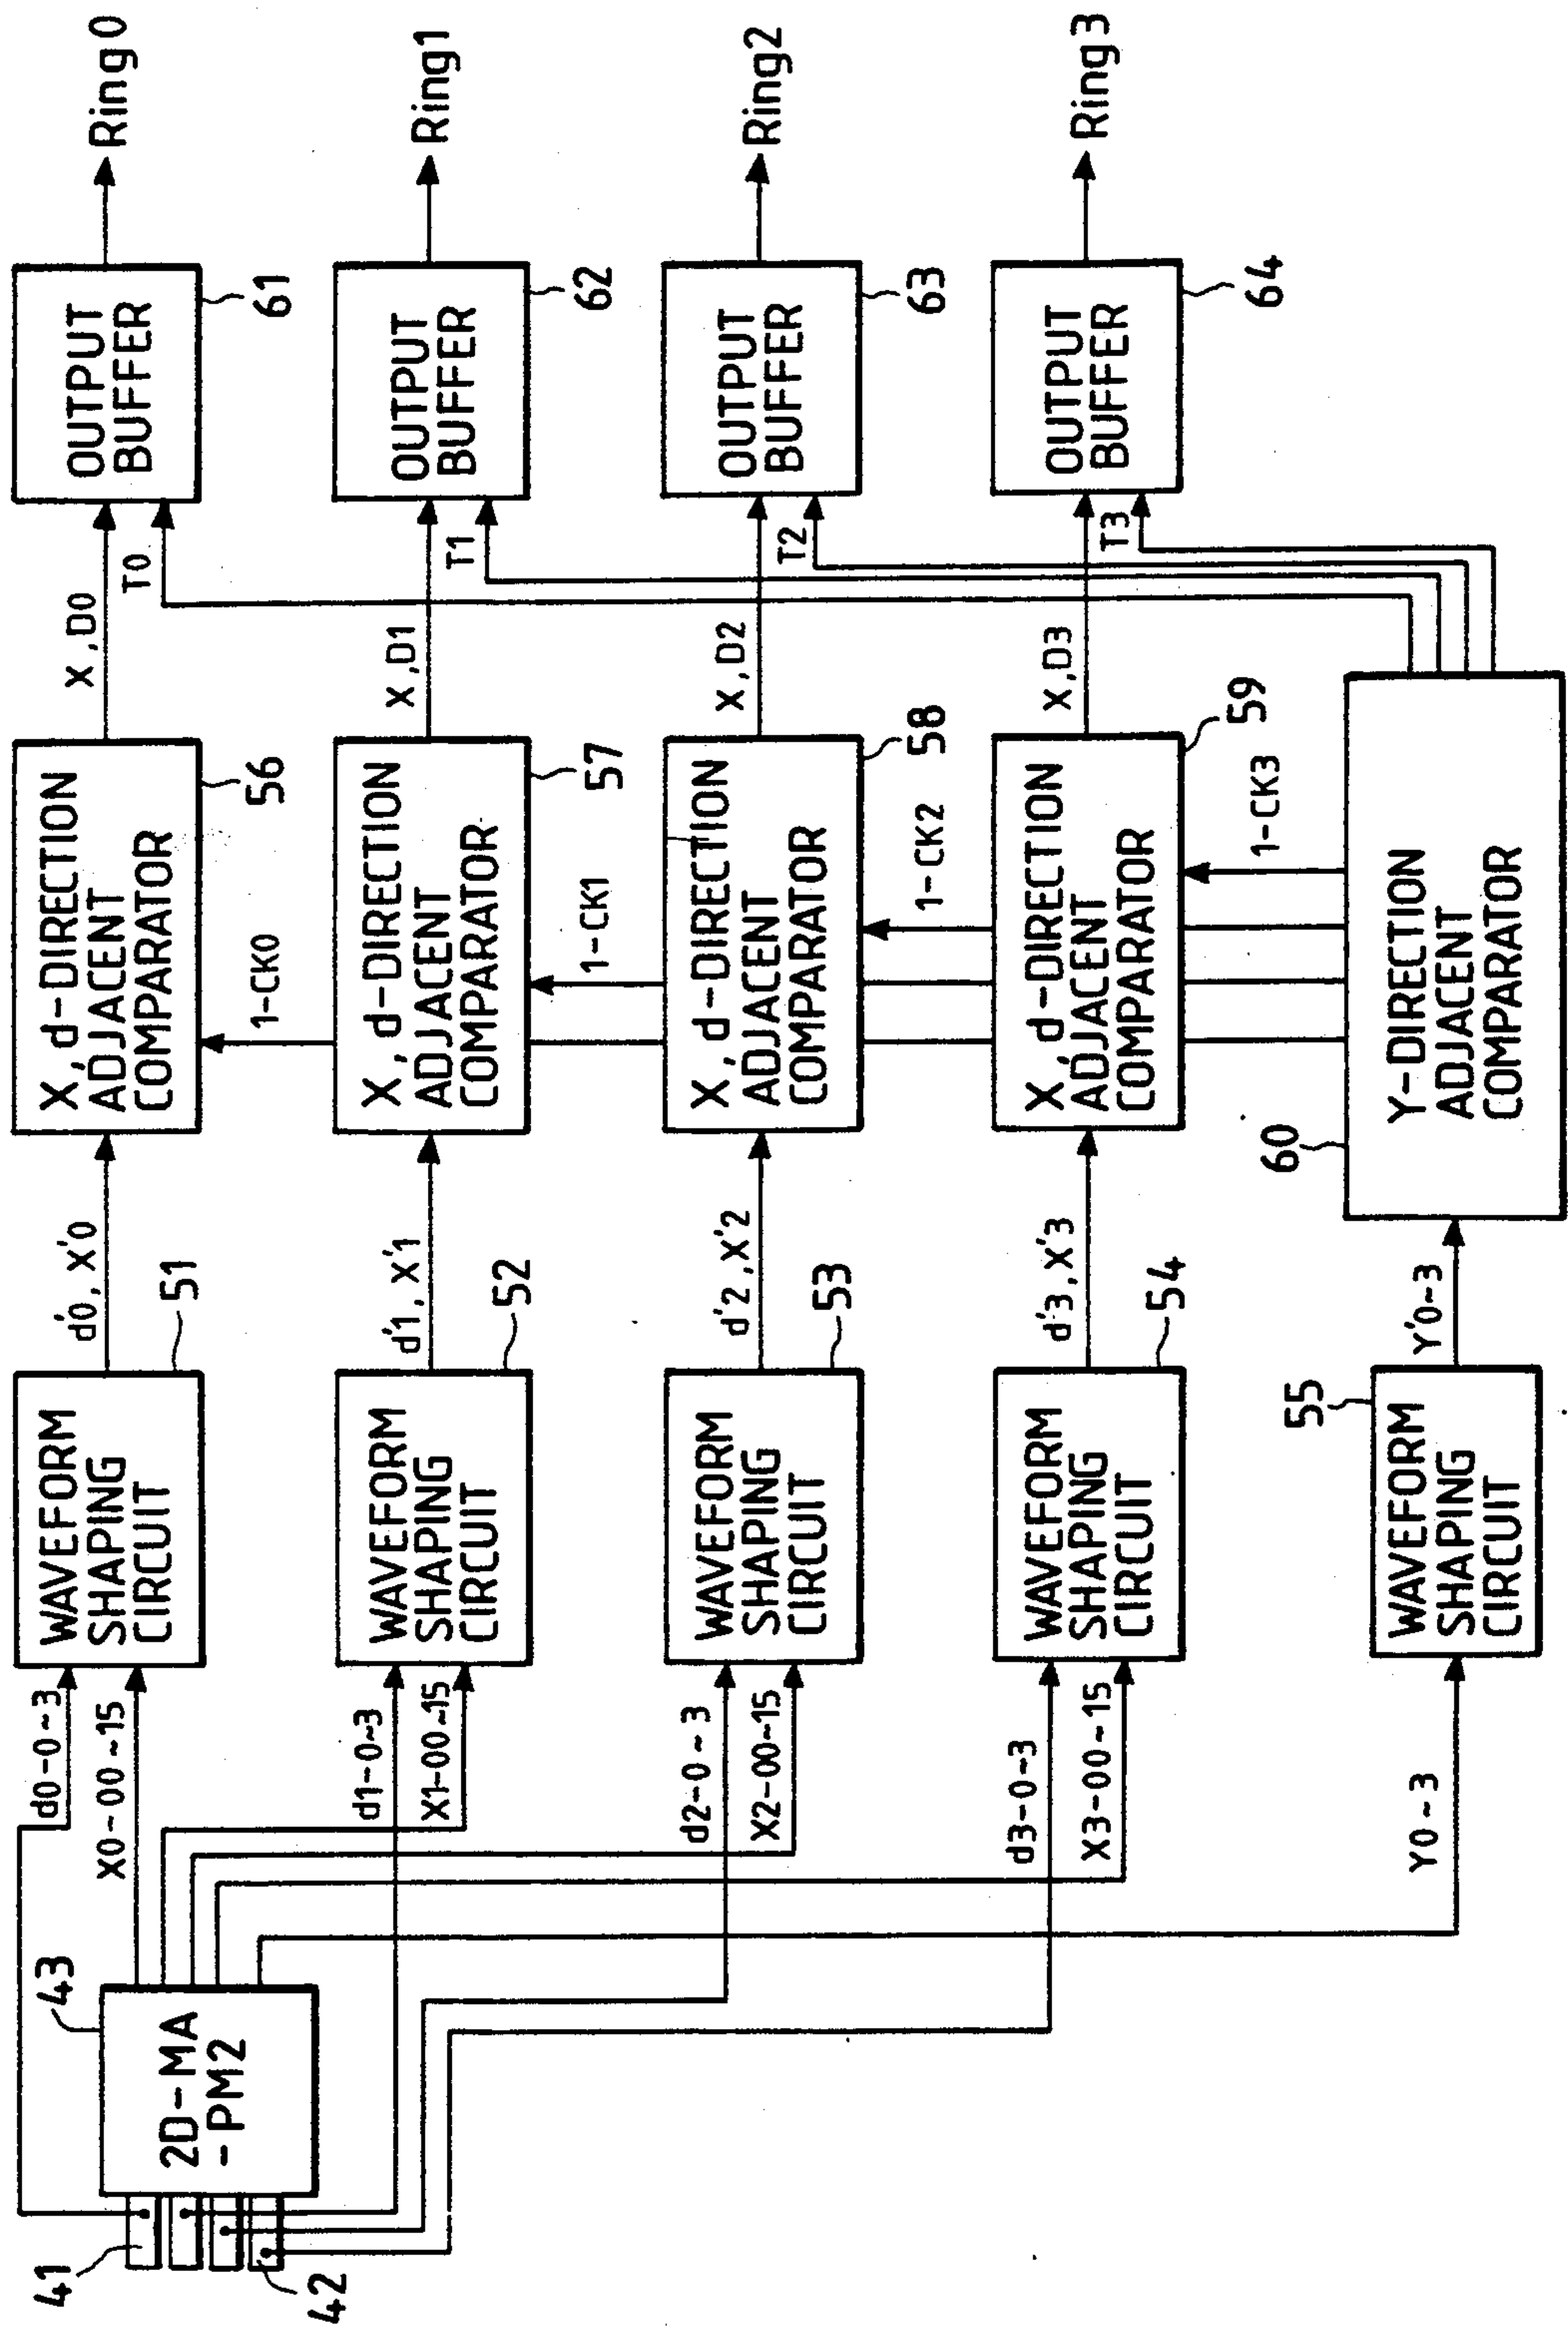 41
42
43
2D-MA
-PM2
d0-0~3
X0-00~15
WAVEFORM
SHAPING
CIRCUIT
51
d'0, X'0
X, d-DIRECTION
ADJACENT
COMPARATOR
56
1-CK0
X, D0
T0
OUTPUT
BUFFER
61
Ring0
d1-0~3
X1-00~15
WAVEFORM
SHAPING
CIRCUIT
52
d'1, X'1
X, d-DIRECTION
ADJACENT
COMPARATOR
57
1-CK1
X, D1
T1
OUTPUT
BUFFER
62
Ring1
d2-0~3
X2-00~15
WAVEFORM
SHAPING
CIRCUIT
53
d'2, X'2
X, d-DIRECTION
ADJACENT
COMPARATOR
58
1-CK2
X, D2
T2
OUTPUT
BUFFER
63
Ring2
d3-0~3
X3-00~15
WAVEFORM
SHAPING
CIRCUIT
54
d'3, X'3
X, d-DIRECTION
ADJACENT
COMPARATOR
59
1-CK3
X, D3
T3
OUTPUT
BUFFER
64
Ring3
Y0~3
WAVEFORM
SHAPING
CIRCUIT
55
Y'0~3
60
Y-DIRECTION
ADJACENT
COMPARATOR